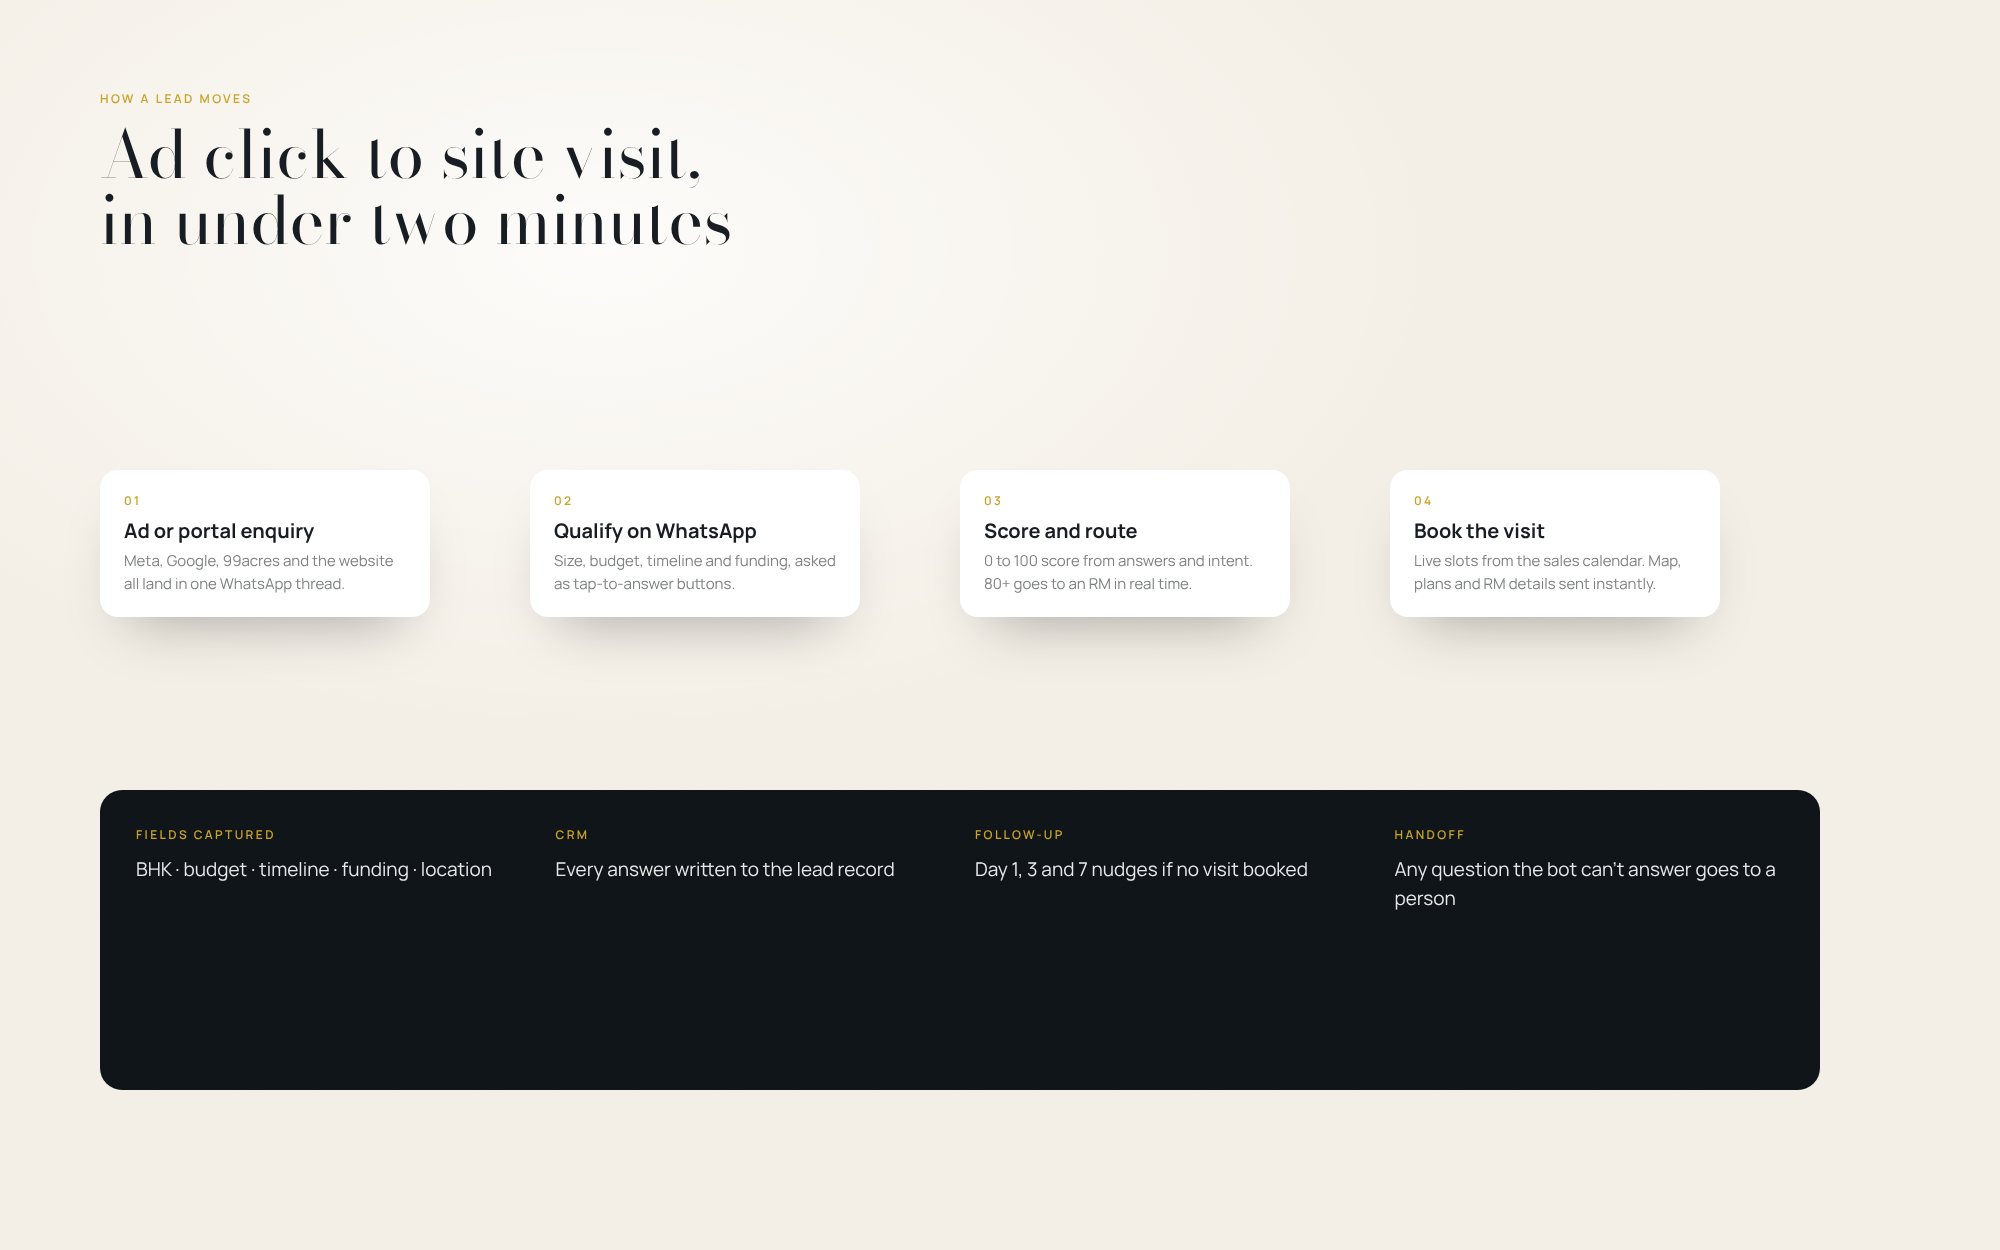 HOW A LEAD MOVES
Ad click to site visit,
in under two minutes
01
Ad or portal enquiry
Meta, Google, 99acres and the website
all land in one WhatsApp thread.
02
Qualify on WhatsApp
Size, budget, timeline and funding, asked
as tap-to-answer buttons.
03
Score and route
0 to 100 score from answers and intent.
80+ goes to an RM in real time.
04
Book the visit
Live slots from the sales calendar. Map,
plans and RM details sent instantly.
FIELDS CAPTURED
BHK · budget · timeline · funding · location
CRM
Every answer written to the lead record
FOLLOW-UP
Day 1, 3 and 7 nudges if no visit booked
HANDOFF
Any question the bot can’t answer goes to a
person